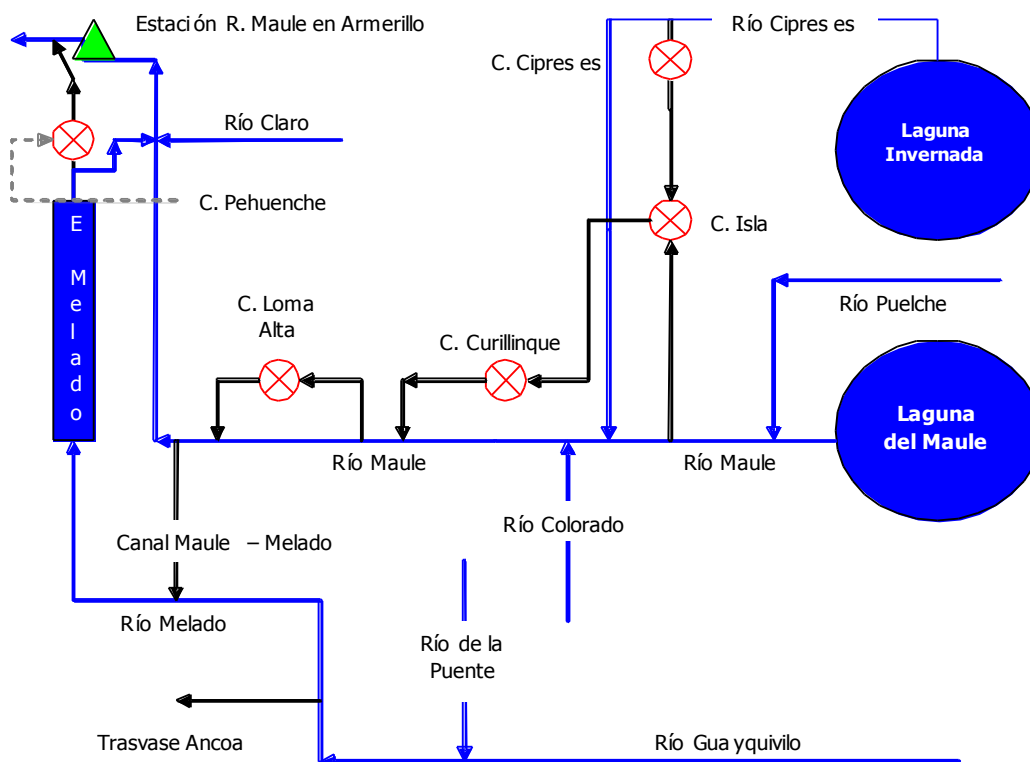 Estación R. Maule en Armerillo
Río Cipres es
C. Cipres es
Río Claro
Laguna
Invernada
C. Pehuenche
E Melado
C. Isla
Río Puelche
C. Loma
Alta
C. Curillinque
Laguna
del Maule
Río Maule
Río Maule
Río Colorado
Canal Maule – Melado
Río Melado
Río de la
Puente
Trasvase Ancoa
Río Gua yquivilo